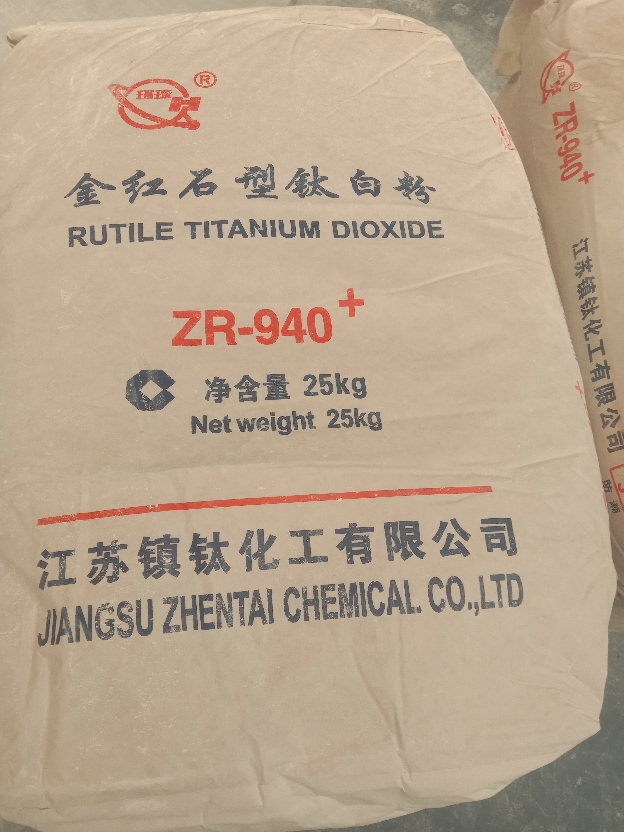 ®
金红石型钛白粉
RUTILE TITANIUM DIOXIDE
ZR-940+
净含量 25kg
Net weight 25kg
江苏镇钛化工有限公司
JIANGSU ZHENTAI CHEMICAL CO.,LTD
®
ZR-940+
江苏镇钛化工有限公司